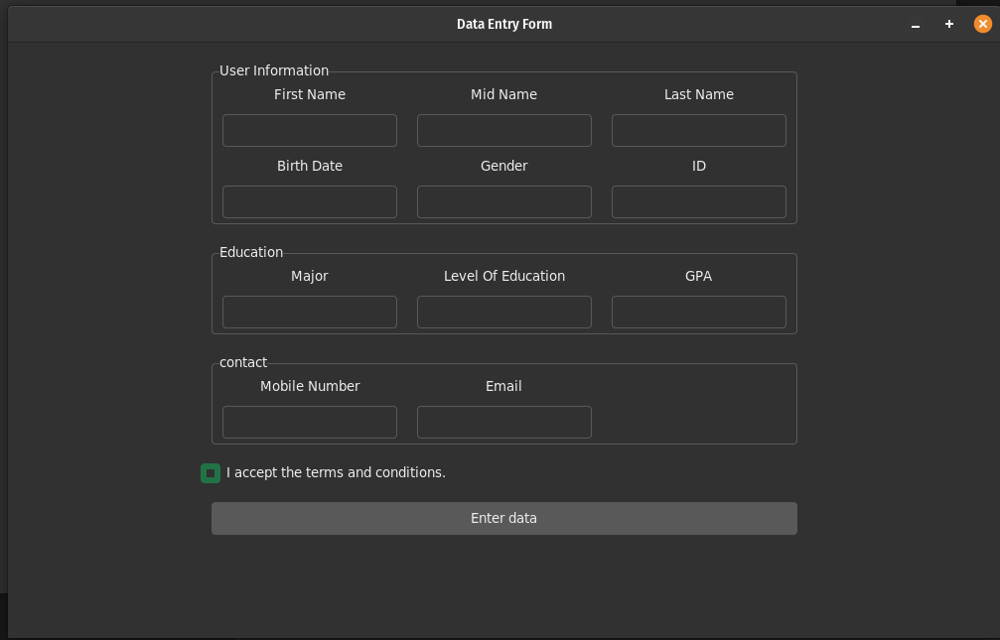 Data Entry Form
User Information
First Name Mid Name Last Name
Birth Date Gender ID
Education
Major Level Of Education GPA
contact
Mobile Number Email
I accept the terms and conditions.
Enter data